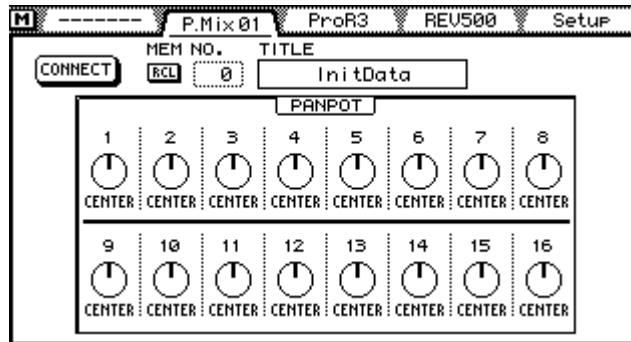 M ------- P.Mix01 ProR3 REV500 Setup
MEM NO. TITLE
CONNECT RCL 0 InitData
PANPOT
1 2 3 4 5 6 7 8
CENTER CENTER CENTER CENTER CENTER CENTER CENTER CENTER
9 10 11 12 13 14 15 16
CENTER CENTER CENTER CENTER CENTER CENTER CENTER CENTER